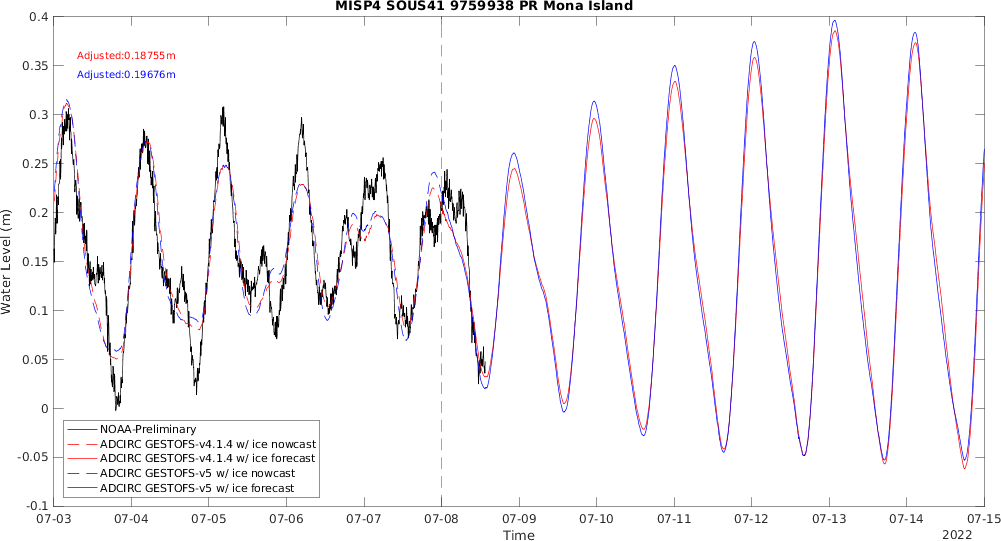 MISP4 SOUS41 9759938 PR Mona Island
Adjusted:0.18755m
Adjusted:0.19676m
Water Level (m)
0.4
0.35
0.3
0.25
0.2
0.15
0.1
0.05
0
-0.05
-0.1
NOAA-Preliminary
ADCIRC GESTOFS-v4.1.4 w/ ice nowcast
ADCIRC GESTOFS-v4.1.4 w/ ice forecast
ADCIRC GESTOFS-v5 w/ ice nowcast
ADCIRC GESTOFS-v5 w/ ice forecast
07-03 07-04 07-05 07-06 07-07 07-08 07-09 07-10 07-11 07-12 07-13 07-14 07-15
Time
2022